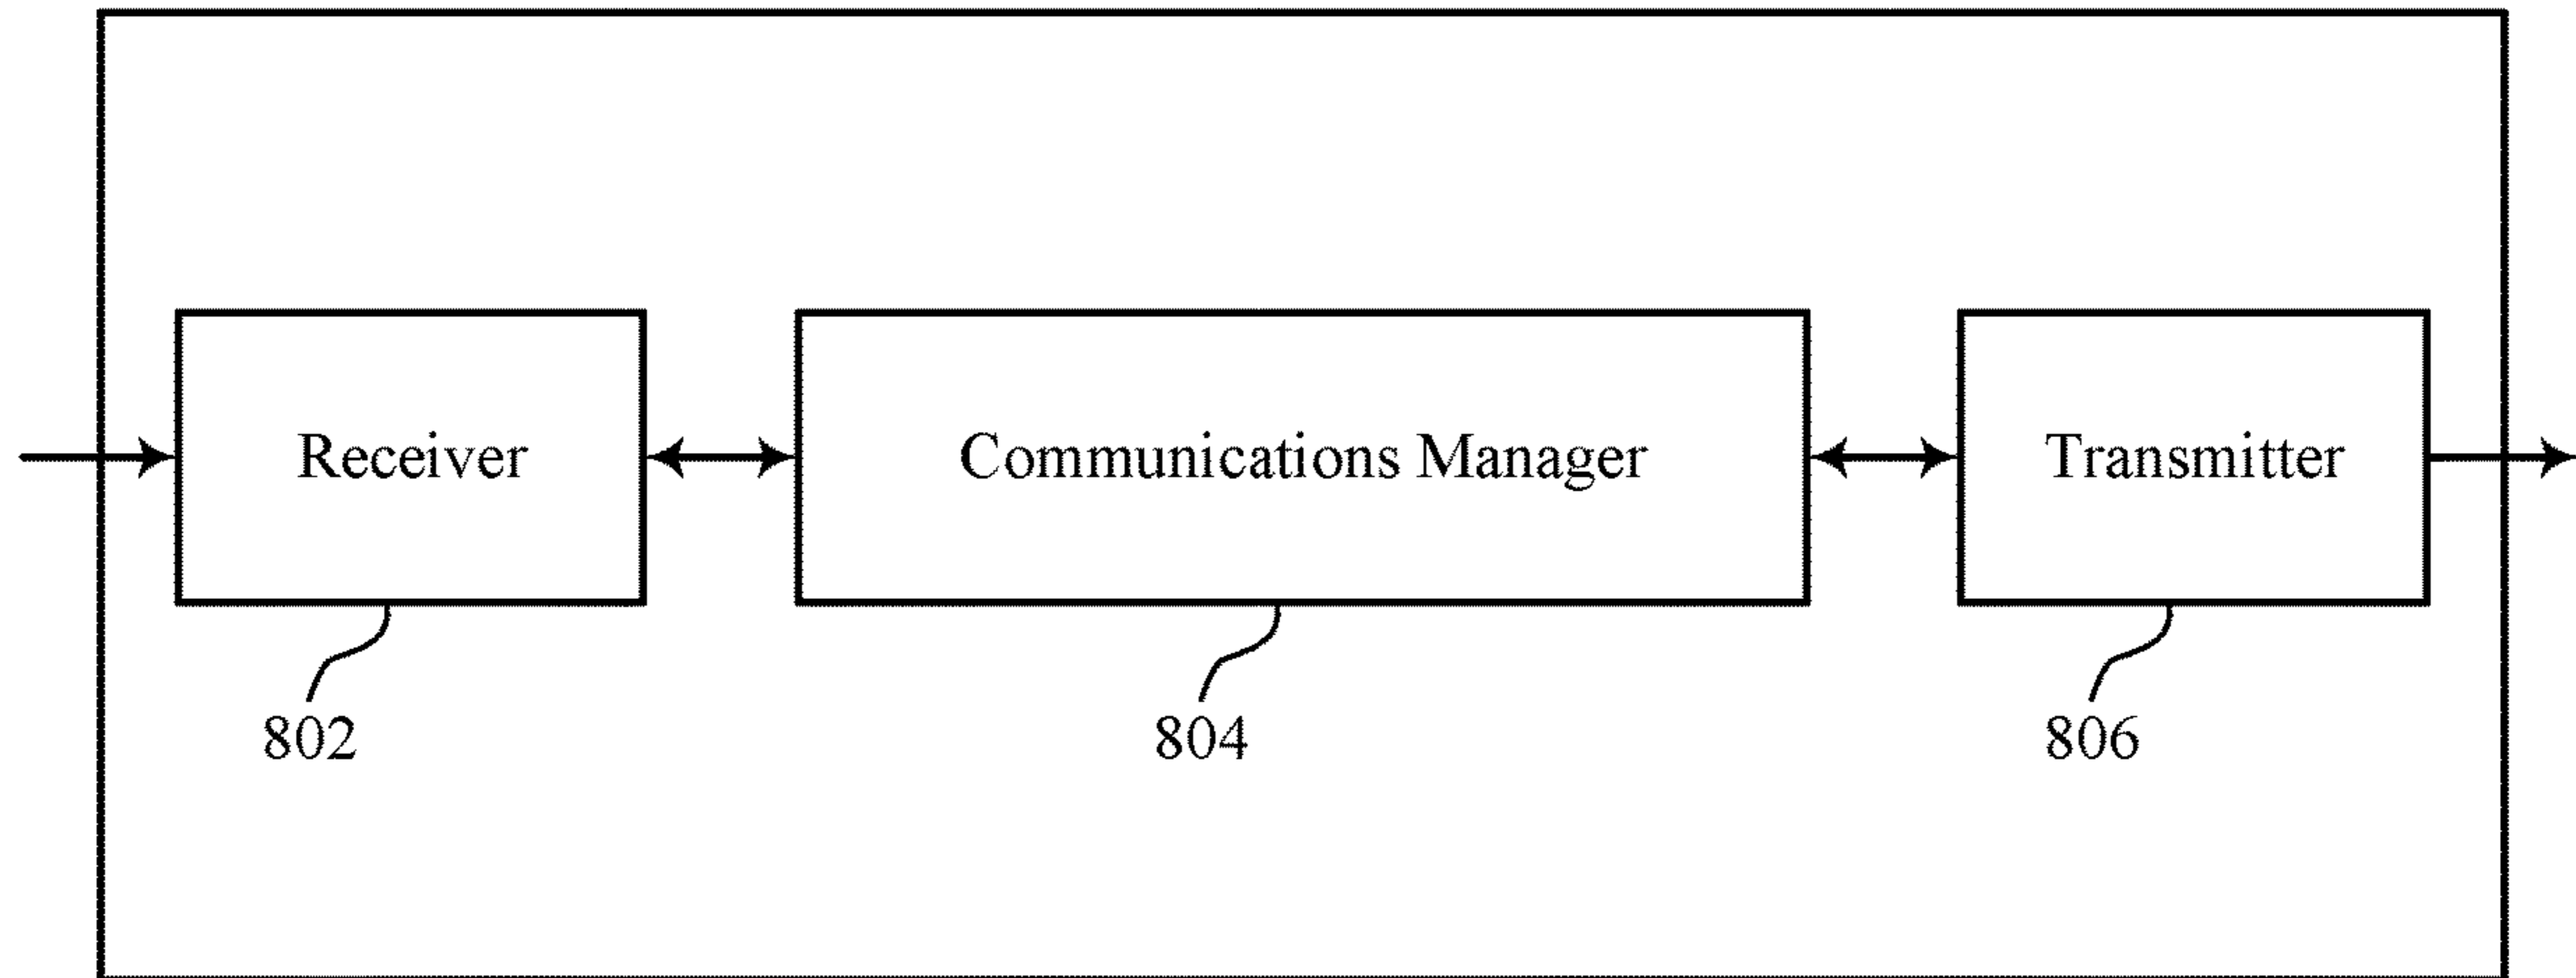 Receiver
Communications Manager
Transmitter
802
804
806